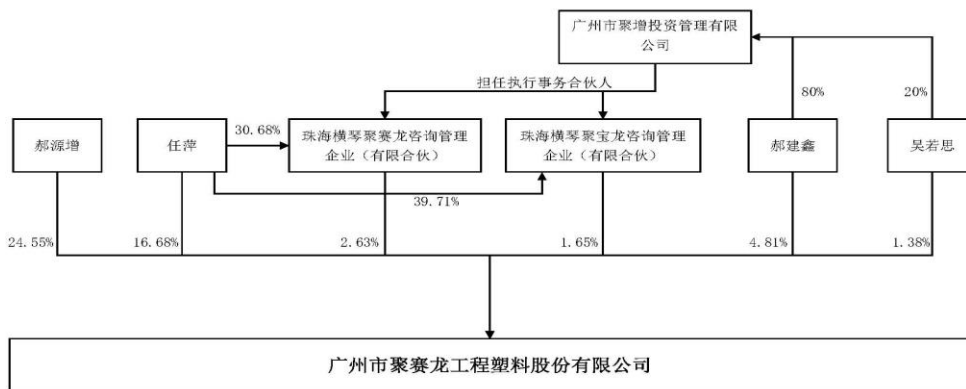 广州市聚增投资管理有限
公司
担任执行事务合伙人
80%
20%
郝源增
任萍
30.68%
珠海横琴聚赛龙咨询管理
企业（有限合伙）
珠海横琴聚宝龙咨询管理
企业（有限合伙）
郝建鑫
吴若思
39.71%
24.55%
16.68%
2.63%
1.65%
4.81%
1.38%
广州市聚赛龙工程塑料股份有限公司